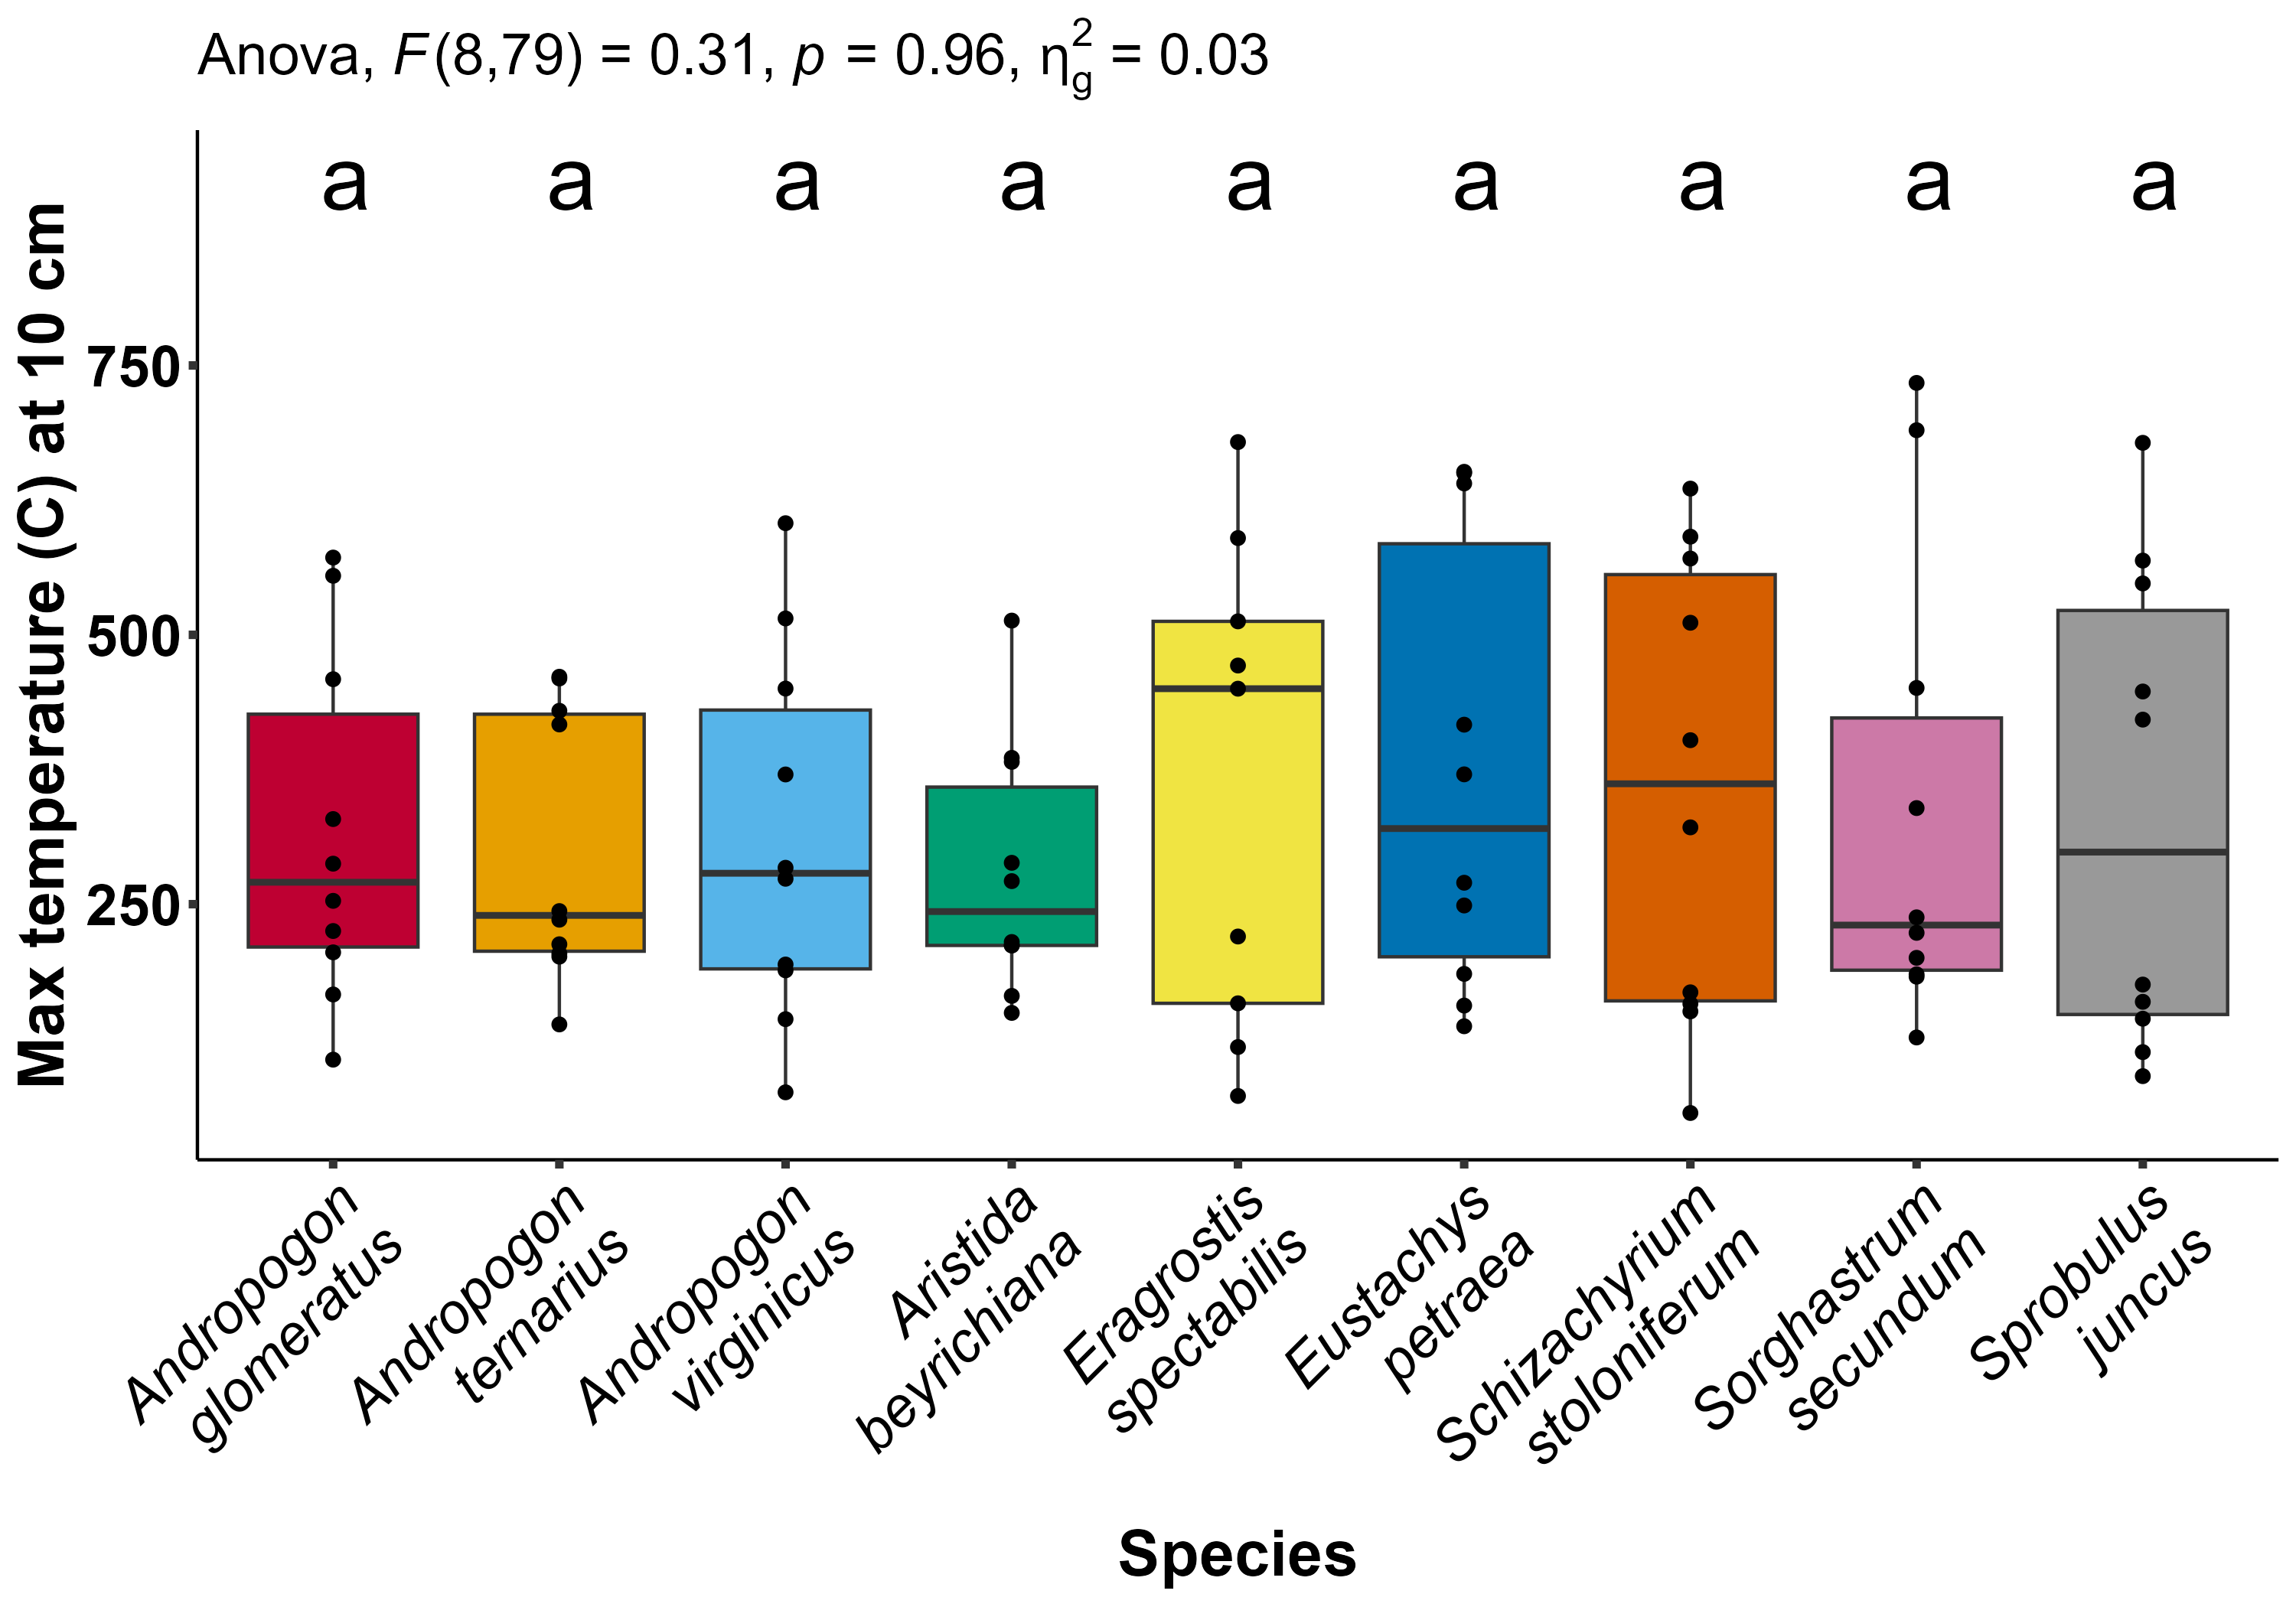 Anova, F(8,79) = 0.31, p = 0.96, η²g = 0.03
a a a a a a a a a
Max temperature (C) at 10 cm
750
500
250
Andropogon
glomeratus
Andropogon
ternarius
Andropogon
virginicus
Aristida
beyrichiana
Eragrostis
spectabilis
Eustachys
petraea
Schizachyrium
stoloniferum
Sorghastrum
secundum
Sprobulus
juncus
Species